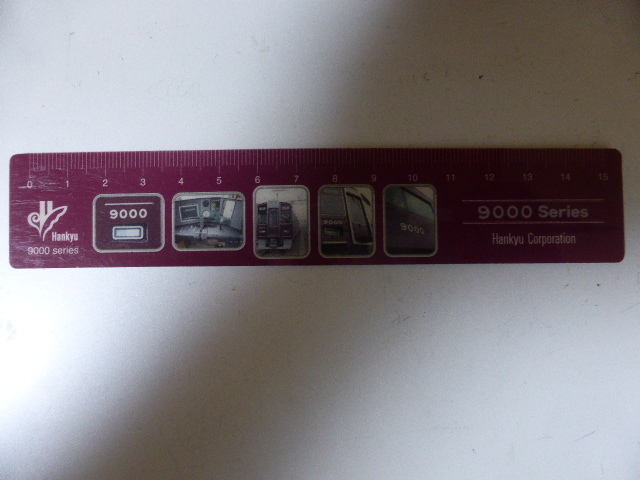 0 1 2 3 4 5 6 7 8 9 10 11 12 13 14 15
Hankyu
9000 series
9000
9000
9000
9000 Series
Hankyu Corporation